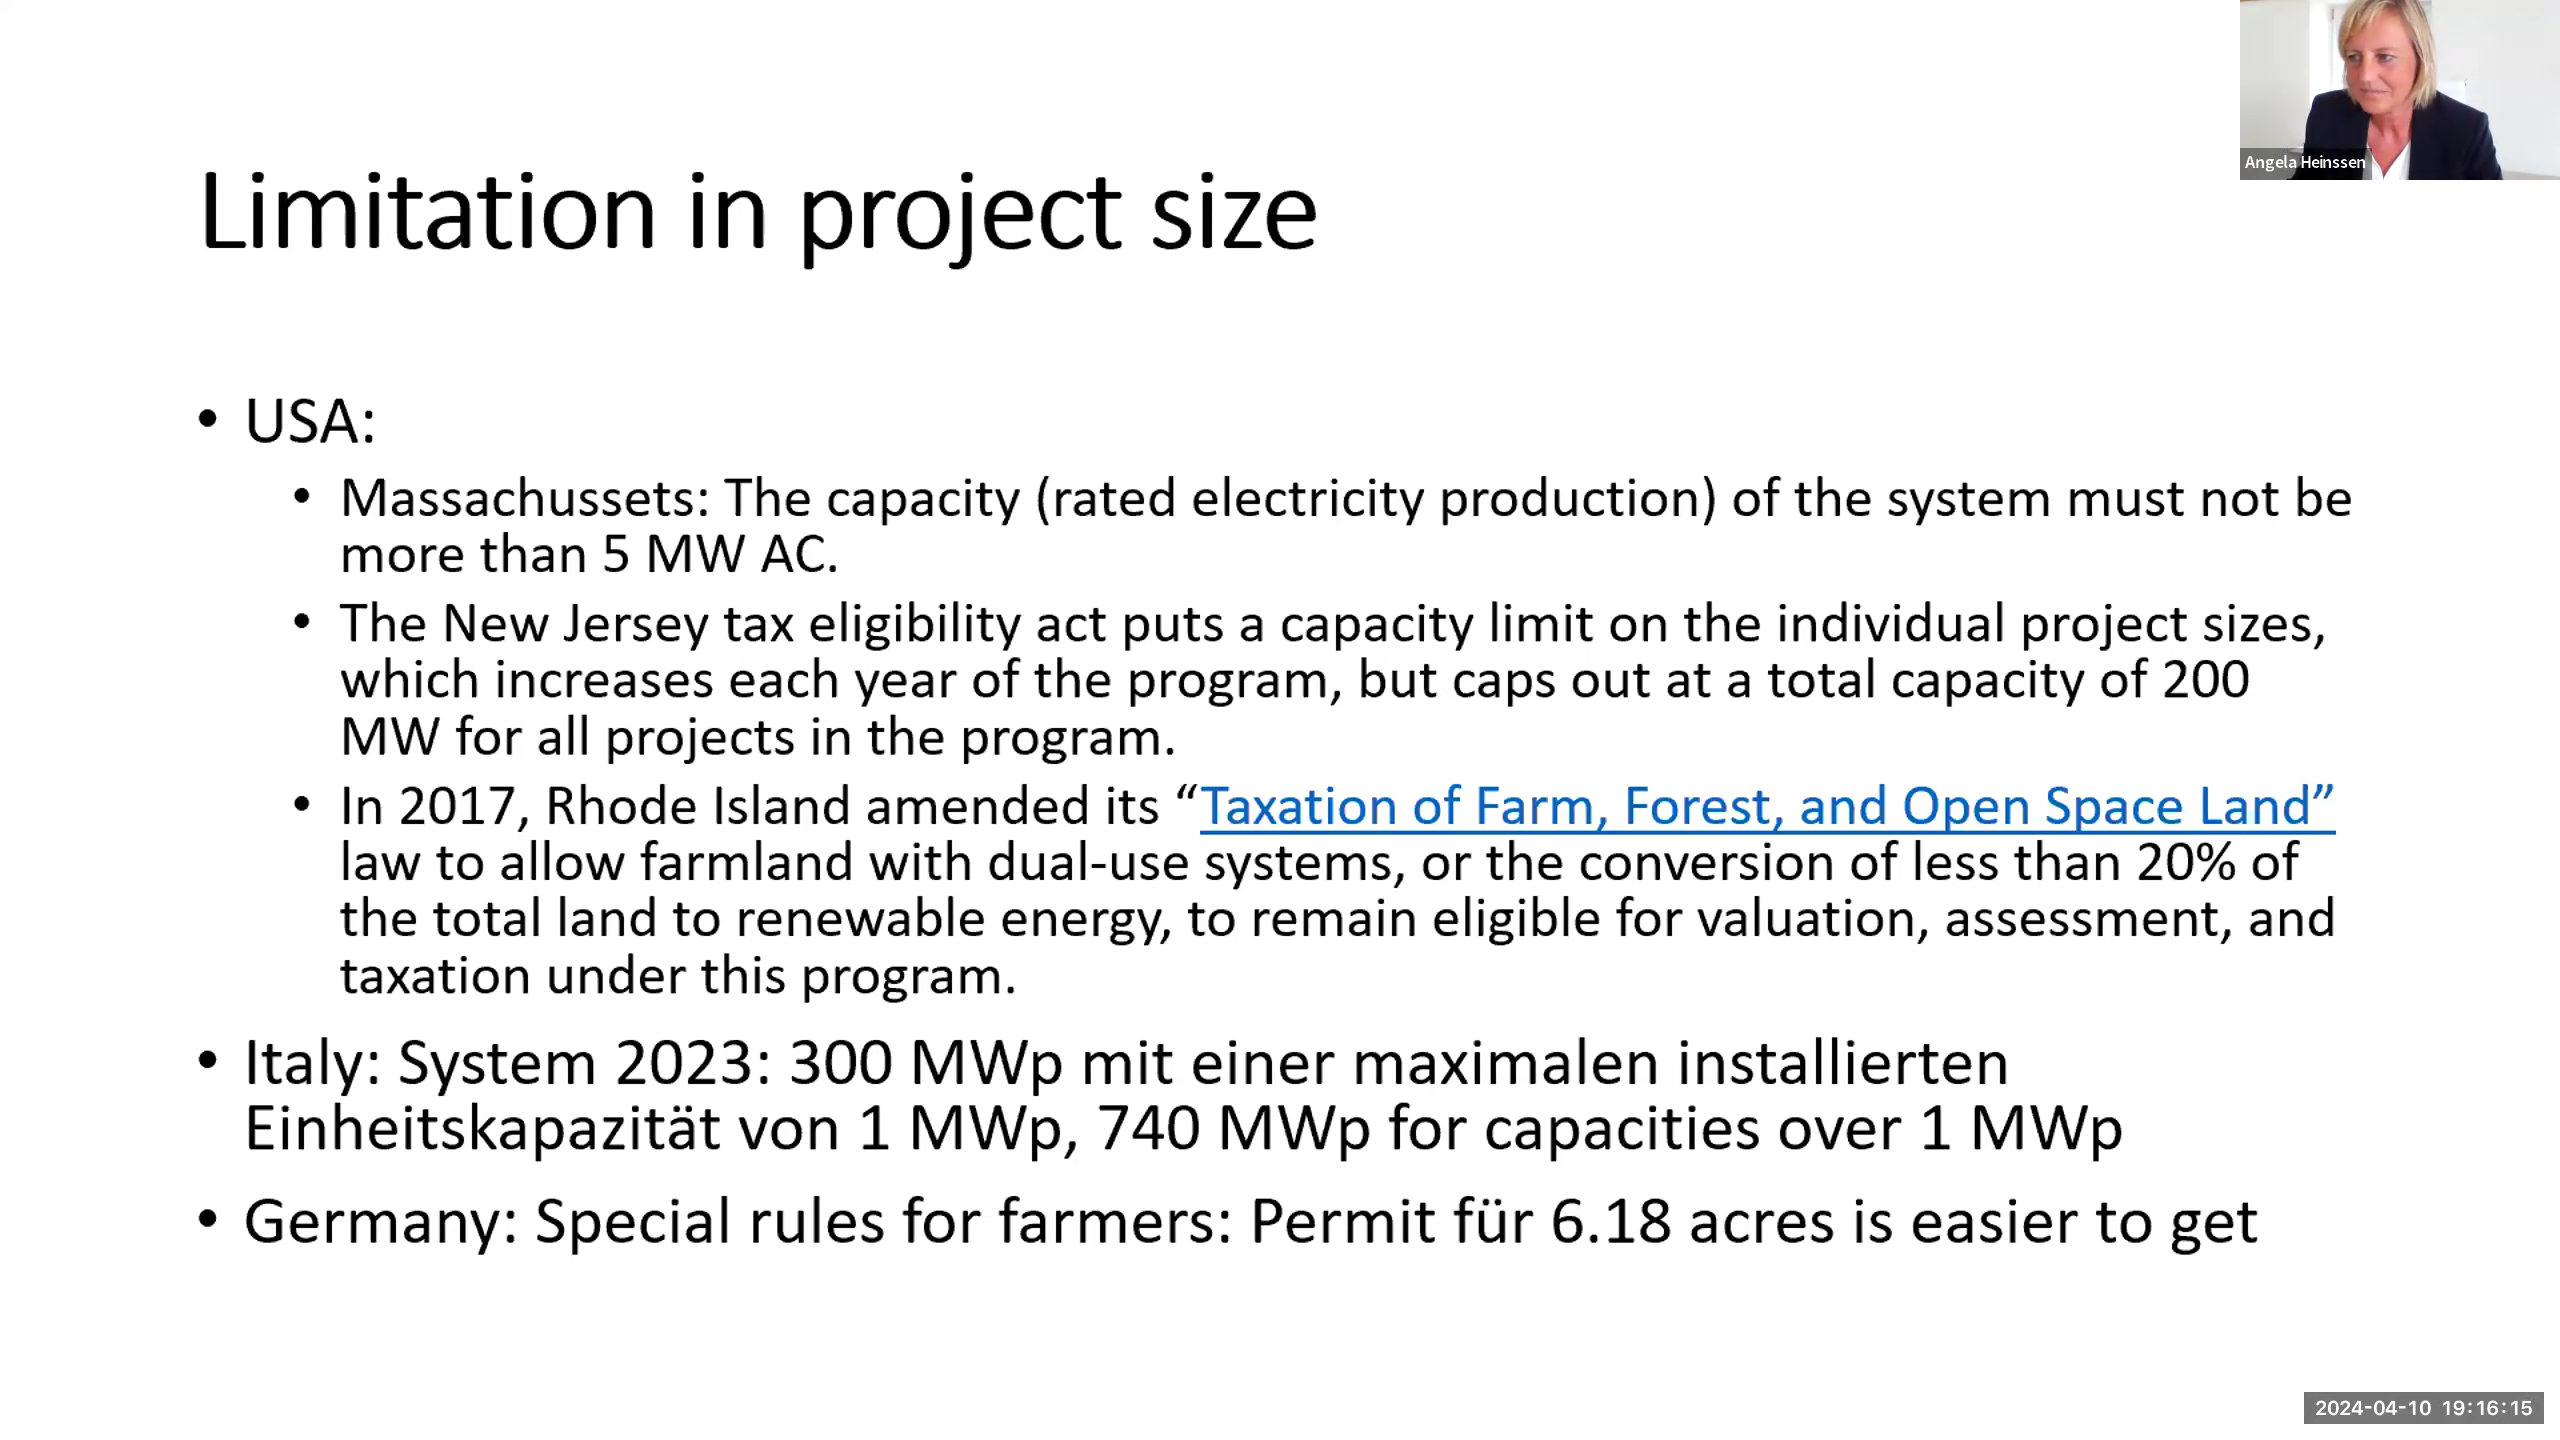 Angela Heinssen
Limitation in project size
• USA:
• Massachussets: The capacity (rated electricity production) of the system must not be
more than 5 MW AC.
• The New Jersey tax eligibility act puts a capacity limit on the individual project sizes,
which increases each year of the program, but caps out at a total capacity of 200
MW for all projects in the program.
• In 2017, Rhode Island amended its “Taxation of Farm, Forest, and Open Space Land”
law to allow farmland with dual-use systems, or the conversion of less than 20% of
the total land to renewable energy, to remain eligible for valuation, assessment, and
taxation under this program.
• Italy: System 2023: 300 MWp mit einer maximalen installierten
Einheitskapazität von 1 MWp, 740 MWp for capacities over 1 MWp
• Germany: Special rules for farmers: Permit für 6.18 acres is easier to get
2024-04-10 19:16:15